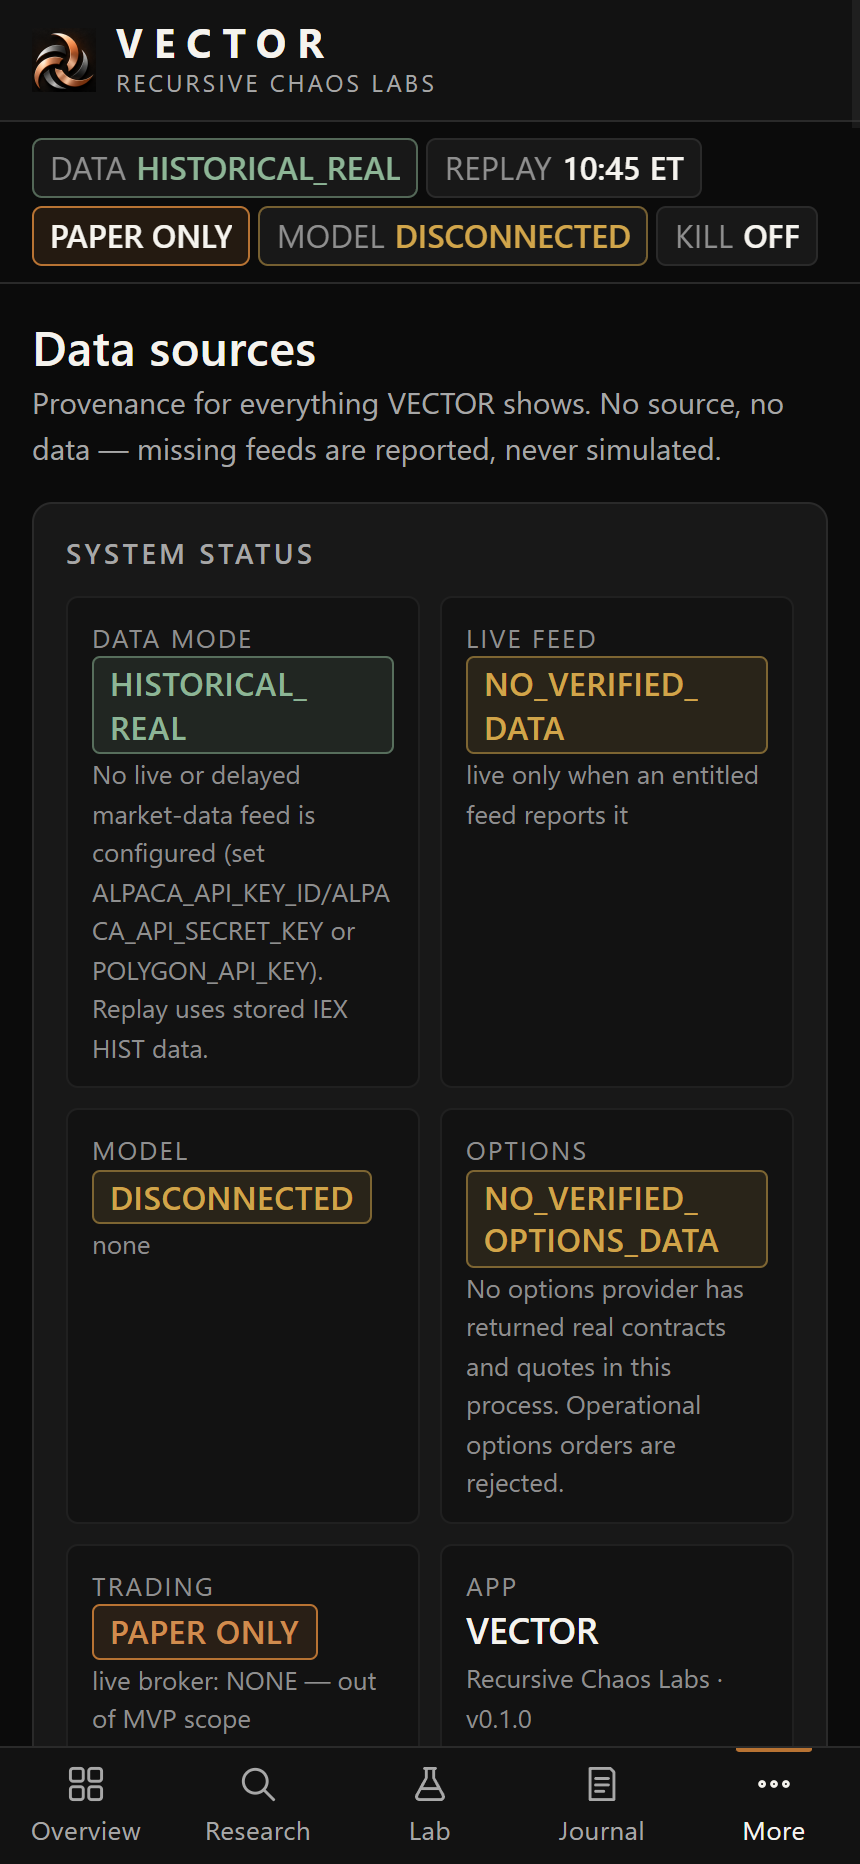 VECTOR
RECURSIVE CHAOS LABS
DATA HISTORICAL_REAL
REPLAY 10:45 ET
PAPER ONLY
MODEL DISCONNECTED
KILL OFF
Data sources
Provenance for everything VECTOR shows. No source, no
data — missing feeds are reported, never simulated.
SYSTEM STATUS
DATA MODE
HISTORICAL_
REAL
No live or delayed
market-data feed is
configured (set
ALPACA_API_KEY_ID/ALPA
CA_API_SECRET_KEY or
POLYGON_API_KEY).
Replay uses stored IEX
HIST data.
LIVE FEED
NO_VERIFIED_
DATA
live only when an entitled
feed reports it
MODEL
DISCONNECTED
none
OPTIONS
NO_VERIFIED_
OPTIONS_DATA
No options provider has
returned real contracts
and quotes in this
process. Operational
options orders are
rejected.
TRADING
PAPER ONLY
live broker: NONE — out
of MVP scope
APP
VECTOR
Recursive Chaos Labs ·
v0.1.0
Overview
Research
Lab
Journal
More